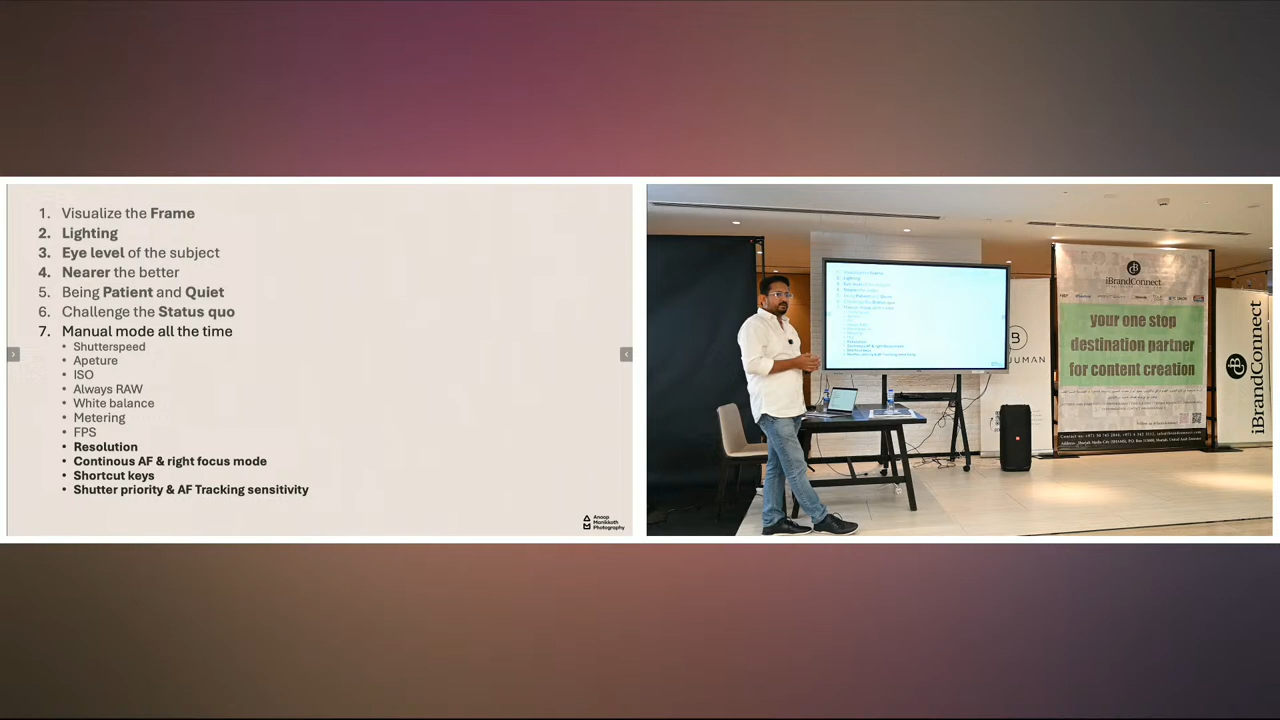 1. Visualize the Frame
2. Lighting
3. Eye level of the subject
4. Nearer the better
5. Being Patient and Quiet
6. Challenge the Status quo
7. Manual mode all the time
• Shutterspeed
• Apeture
• ISO
• Always RAW
• White balance
• Metering
• FPS
• Resolution
• Continous AF & right focus mode
• Shortcut keys
• Shutter priority & AF Tracking sensitivity
Anoop
Manikkoth
Photography
iBrandConnect
your one stop
destination partner
for content creation
JUMAN
iBrandConnect